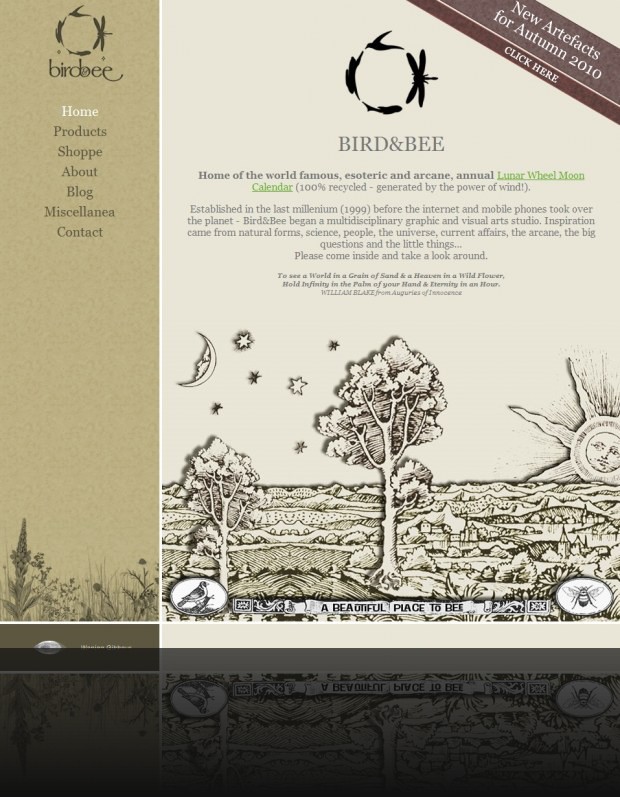 birdbee
Home
Products
Shoppe
About
Blog
Miscellanea
Contact
New Artefacts
for Autumn 2010
CLICK HERE
BIRD&BEE
Home of the world famous, esoteric and arcane, annual Lunar Wheel Moon
Calendar (100% recycled - generated by the power of wind!).
Established in the last millenium (1999) before the internet and mobile phones took over
the planet - Bird&Bee began a multidisciplinary graphic and visual arts studio. Inspiration
came from natural forms, science, people, the universe, current affairs, the arcane, the big
questions and the little things...
Please come inside and take a look around.
To see a World in a Grain of Sand & a Heaven in a Wild Flower,
Hold Infinity in the Palm of your Hand & Eternity in an Hour.
WILLIAM BLAKE from Auguries of Innocence
A BEAUTIFUL PLACE TO BEE ...